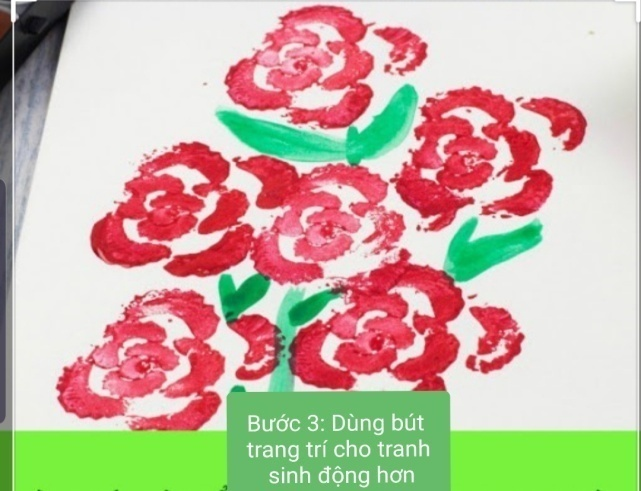 Bước 3: Dùng bút
trang trí cho tranh
sinh động hơn